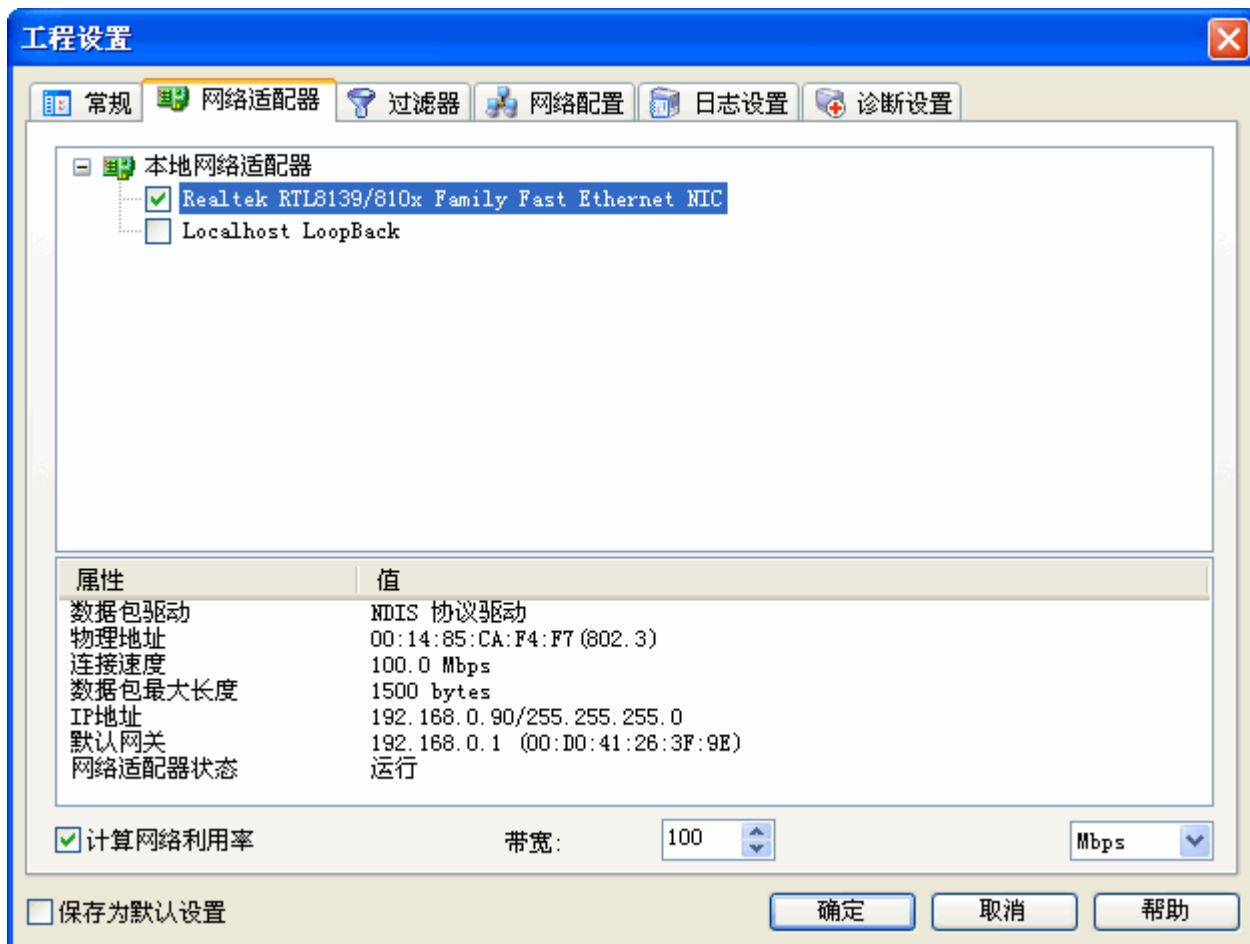 工程设置
常规 网络适配器 过滤器 网络配置 日志设置 诊断设置
本地网络适配器
Realtek RTL8139/810x Family Fast Ethernet NIC
Localhost LoopBack
属性 值
数据包驱动 NDIS 协议驱动
物理地址 00:14:85:CA:F4:F7(802.3)
连接速度 100.0 Mbps
数据包最大长度 1500 bytes
IP地址 192.168.0.90/255.255.255.0
默认网关 192.168.0.1 (00:D0:41:26:3F:9E)
网络适配器状态 运行
计算网络利用率 带宽: 100 Mbps
保存为默认设置 确定 取消 帮助